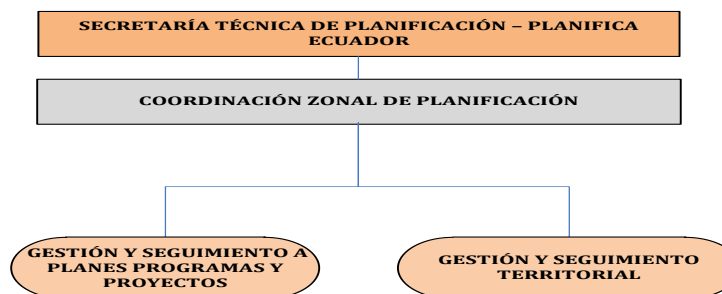 SECRETARÍA TÉCNICA DE PLANIFICACIÓN – PLANIFICA
ECUADOR
COORDINACIÓN ZONAL DE PLANIFICACIÓN
GESTIÓN Y SEGUIMIENTO A
PLANES PROGRAMAS Y
PROYECTOS
GESTIÓN Y SEGUIMIENTO
TERRITORIAL